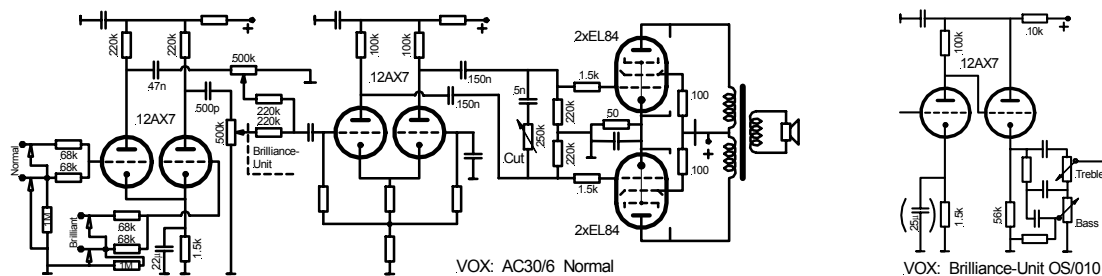 220k
220k
+
.500k
.47n
.500p
.12AX7
.500k
220k
220k
Brilliance-
Unit
Normal
.68k
.68k
1M
Brilliant
.68k
.68k
1M
22µ
1.5k
.100k
.100k
+
.12AX7
.150n
.150n
.5n
.250k
.Cut
220k
220k
.1.5k
.1.5k
.50
2xEL84
2xEL84
.100
.100
+
VOX: AC30/6 Normal
.100k
.10k
+
.12AX7
(.25µ)
.1.5k
.56k
.Treble
.Bass
VOX: Brilliance-Unit OS/010